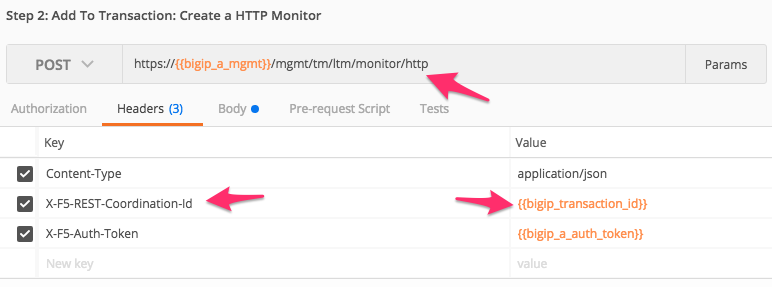 Step 2: Add To Transaction: Create a HTTP Monitor
POST https://{{bigip_a_mgmt}}/mgmt/tm/ltm/monitor/http Params
Authorization Headers (3) Body Pre-request Script Tests
Key Value
Content-Type application/json
X-F5-REST-Coordination-Id {{bigip_transaction_id}}
X-F5-Auth-Token {{bigip_a_auth_token}}
New key value